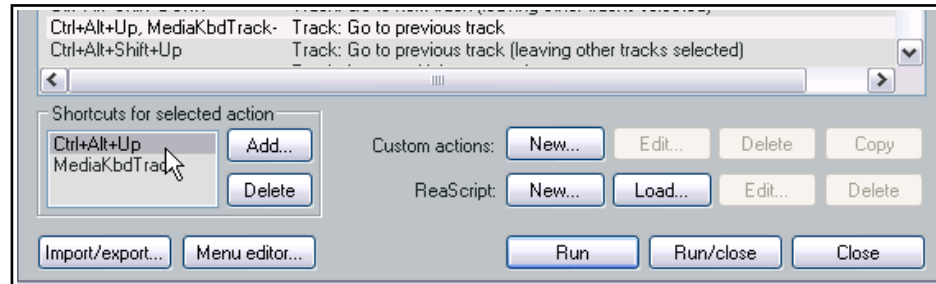 Ctrl+Alt+Up, MediaKbdTrack- Track: Go to previous track
Ctrl+Alt+Shift+Up Track: Go to previous track (leaving other tracks selected)
Shortcuts for selected action
Ctrl+Alt+Up Add... Custom actions: New... Edit... Delete Copy
Delete ReaScript: New... Load... Edit... Delete
Import/export... Menu editor... Run Run/close Close